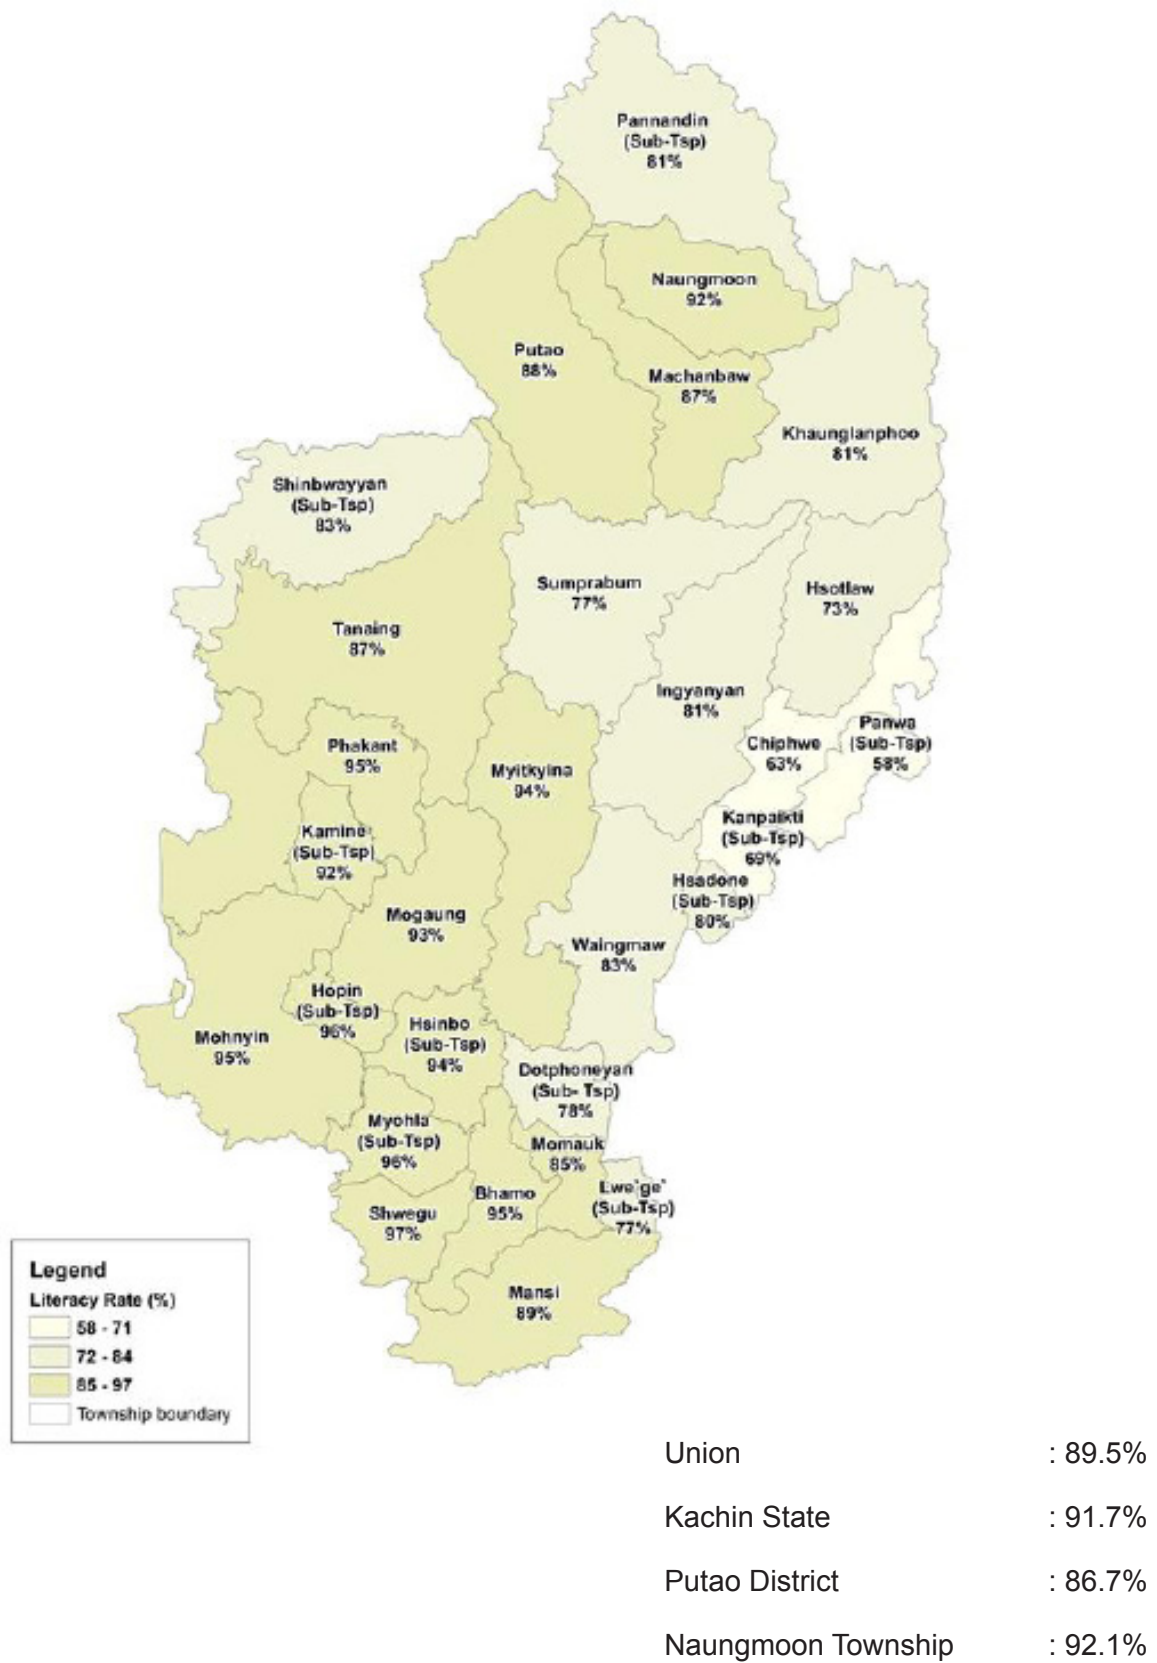 Pannandin
(Sub-Tsp)
81%
Naungmoon
92%
Putao
88%
Machanbaw
87%
Khaunglanphoo
81%
Shinbwayyan
(Sub-Tsp)
83%
Sumprabum
77%
Hsotlaw
73%
Tanaing
87%
Ingyanyan
81%
Panwa
(Sub-Tsp)
58%
Chiphwe
63%
Phakant
95%
Myitkyina
94%
Kanpaikti
(Sub-Tsp)
69%
Kamine
(Sub-Tsp)
92%
Hsadone
(Sub-Tsp)
80%
Mogaung
93%
Waingmaw
83%
Hopin
(Sub-Tsp)
96%
Hsinbo
(Sub-Tsp)
94%
Mohnyin
95%
Dotphoneyan
(Sub- Tsp)
78%
Myohla
(Sub-Tsp)
96%
Momauk
85%
Lwe'ge'
(Sub-Tsp)
77%
Bhamo
95%
Shwegu
97%
Mansi
89%
Legend
Literacy Rate (%)
58 - 71
72 - 84
85 - 97
Township boundary
Union : 89.5%
Kachin State : 91.7%
Putao District : 86.7%
Naungmoon Township : 92.1%